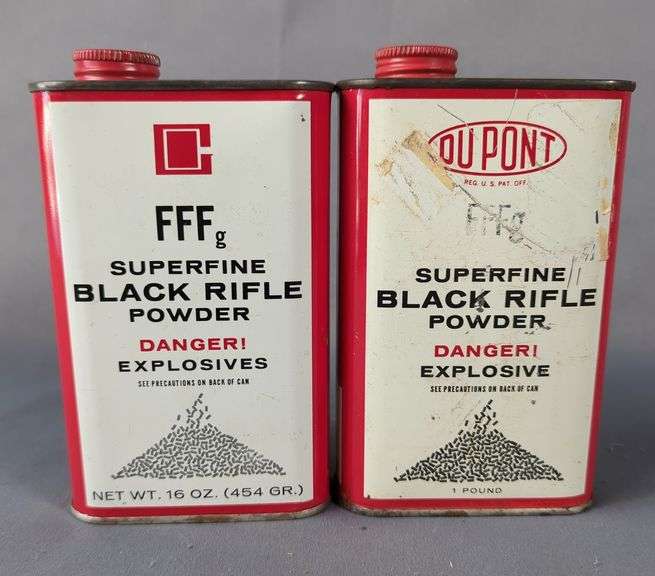 FFFg
SUPERFINE
BLACK RIFLE
POWDER
DANGER!
EXPLOSIVES
SEE PRECAUTIONS ON BACK OF CAN
NET WT. 16 OZ. (454 GR.)
DU PONT
REG. U. S. PAT. OFF.
FFFg
SUPERFINE
BLACK RIFLE
POWDER
DANGER!
EXPLOSIVE
SEE PRECAUTIONS ON BACK OF CAN
1 POUND